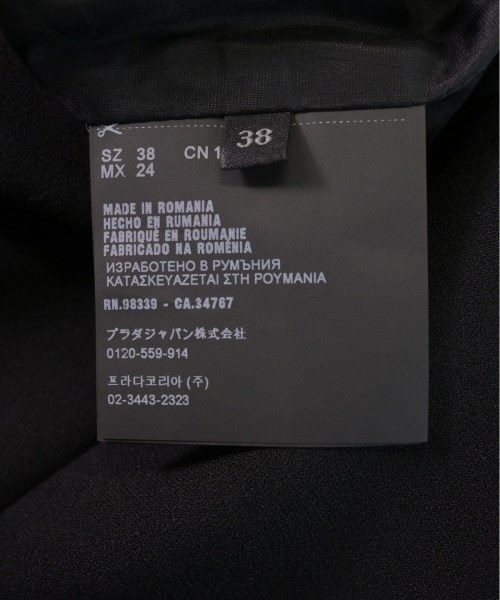 38
SZ 38 CN 1
MX 24
MADE IN ROMANIA
HECHO EN RUMANIA
FABRIQUÉ EN ROUMANIE
FABRICADO NA ROMÉNIA
ИЗРАБОТЕНО В РУМЪНИЯ
ΚΑΤΑΣΚΕΥΑΖΕΤΑΙ ΣΤΗ ΡΟΥΜΑΝΙΑ
RN.98339 - CA.34767
プラダジャパン株式会社
0120-559-914
프라다코리아 (주)
02-3443-2323